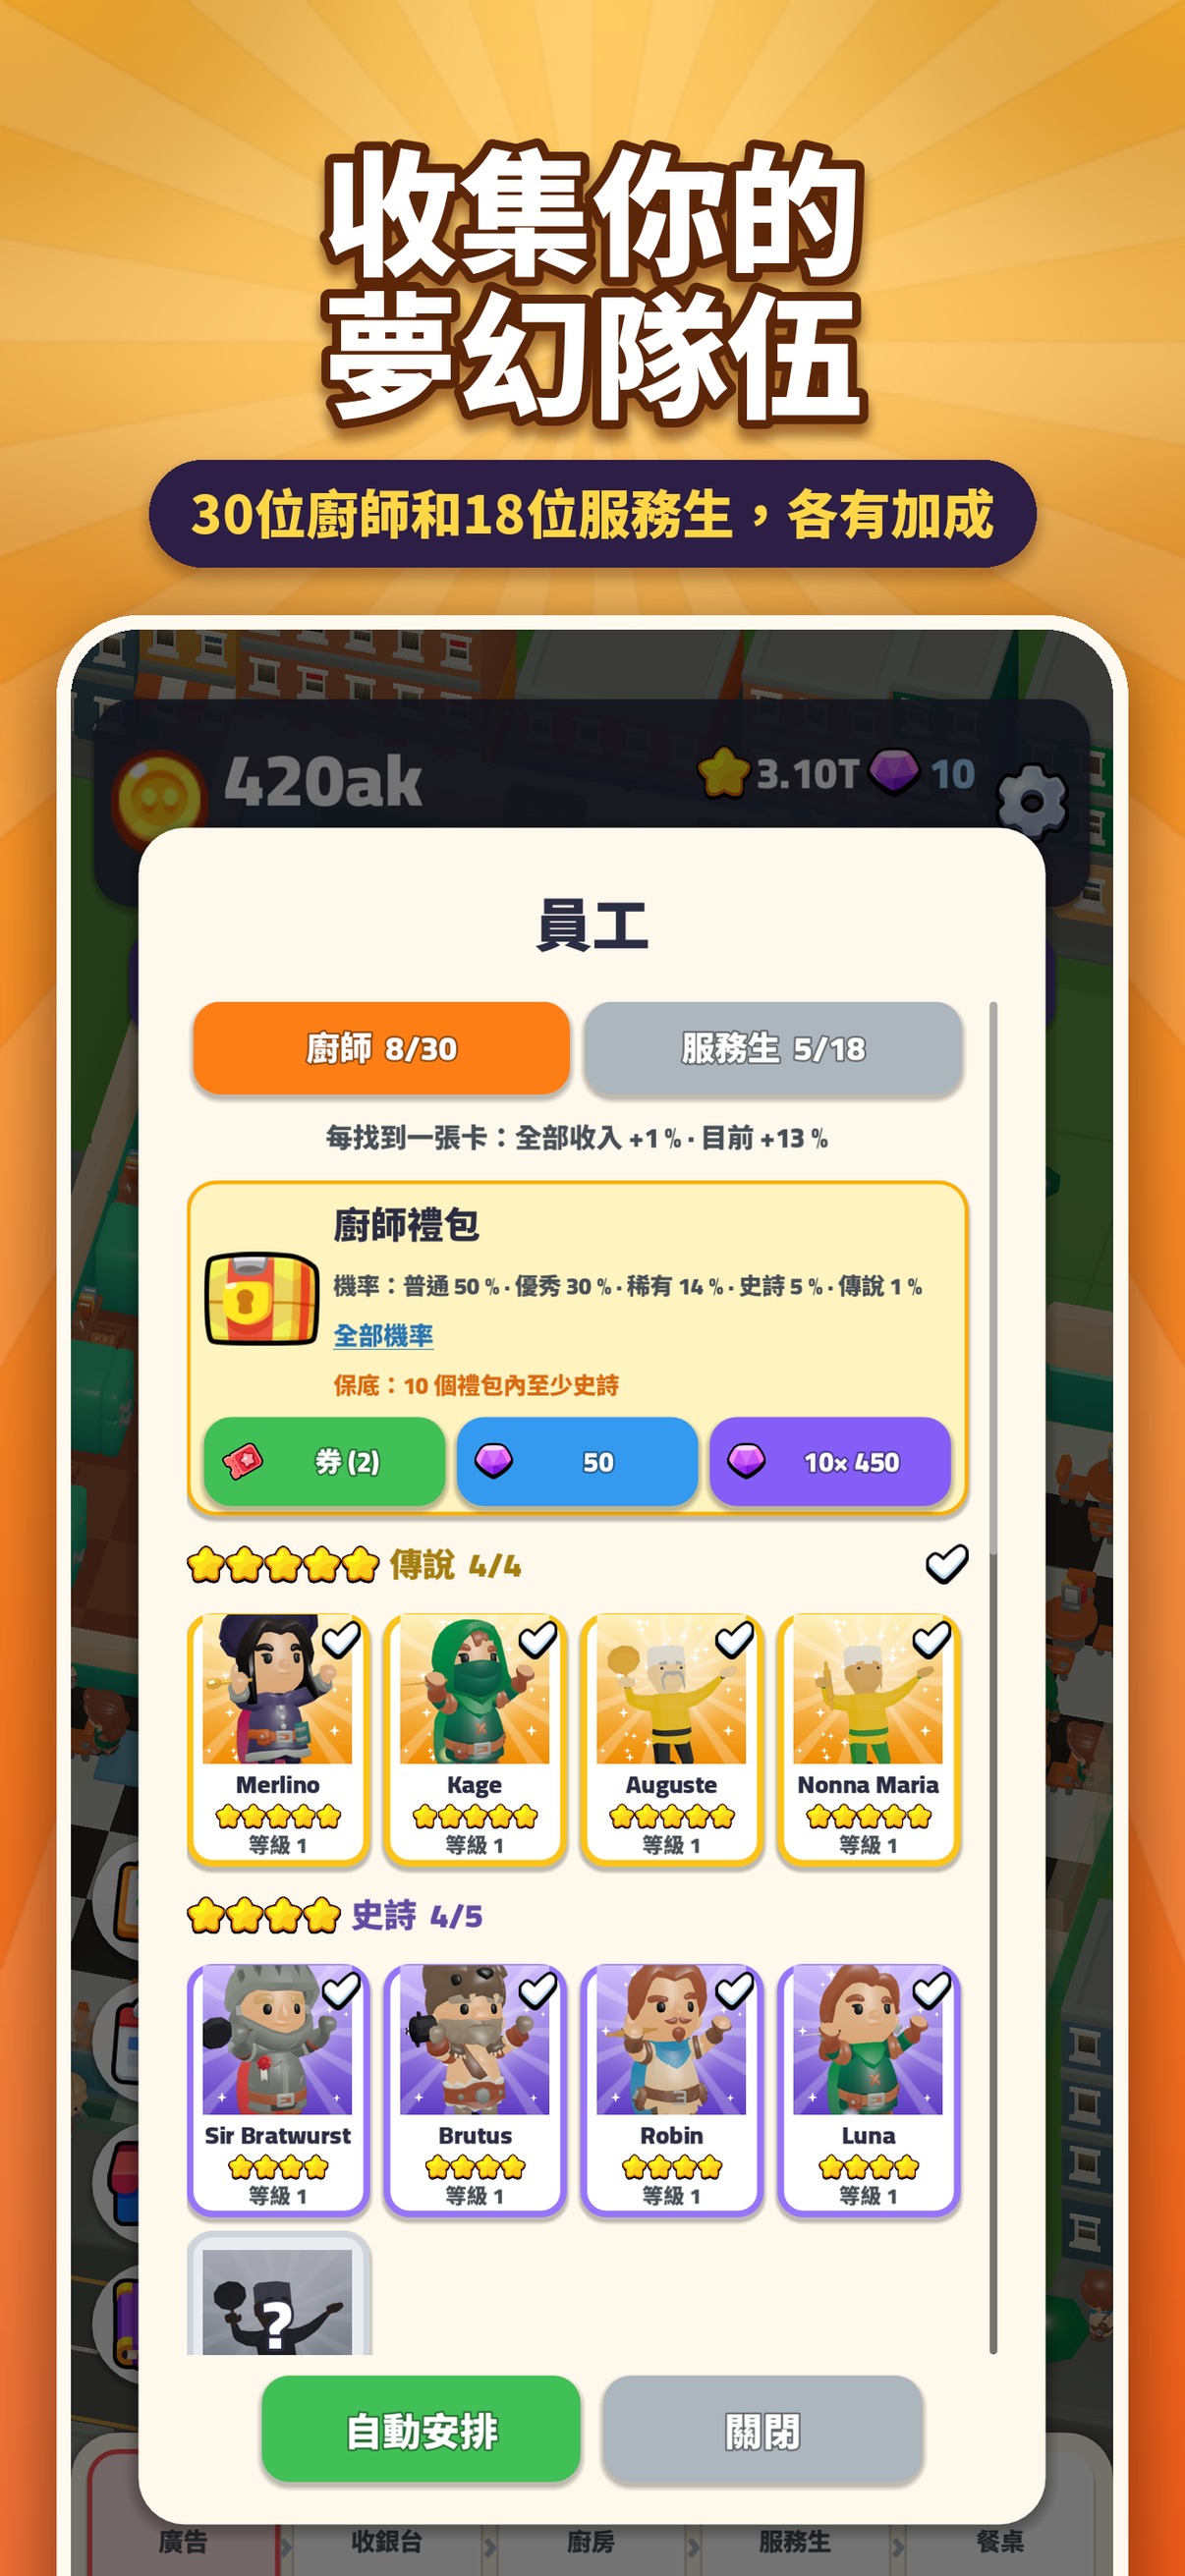 收集你的
夢幻隊伍
30位廚師和18位服務生，各有加成
420ak
3.10T
10
員工
廚師 8/30
服務生 5/18
每找到一張卡：全部收入 +1 % · 目前 +13 %
廚師禮包
機率：普通 50 % · 優秀 30 % · 稀有 14 % · 史詩 5 % · 傳說 1 %
全部機率
保底：10 個禮包內至少史詩
券 (2)
50
10× 450
傳說 4/4
Merlino
Kage
Auguste
Nonna Maria
等級 1
等級 1
等級 1
等級 1
史詩 4/5
Sir Bratwurst
Brutus
Robin
Luna
等級 1
等級 1
等級 1
等級 1
?
自動安排
關閉
廣告
收銀台
廚房
服務生
餐桌